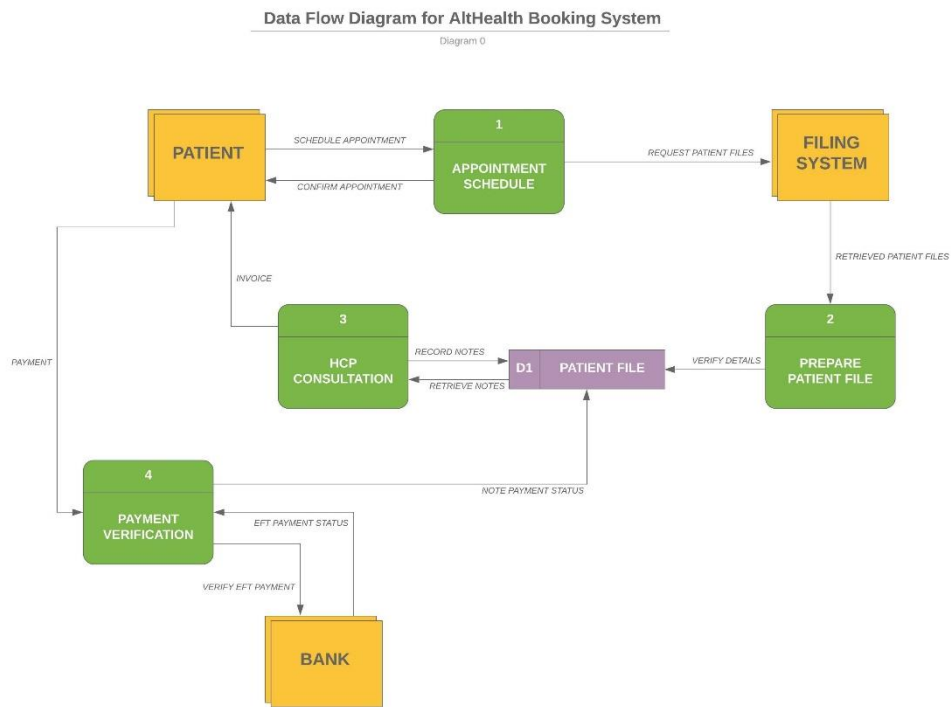 Data Flow Diagram for AltHealth Booking System
Diagram 0
PATIENT
SCHEDULE APPOINTMENT
CONFIRM APPOINTMENT
1
APPOINTMENT
SCHEDULE
REQUEST PATIENT FILES
FILING
SYSTEM
RETRIEVED PATIENT FILES
INVOICE
PAYMENT
3
HCP
CONSULTATION
RECORD NOTES
RETRIEVE NOTES
D1
PATIENT FILE
VERIFY DETAILS
2
PREPARE
PATIENT FILE
4
PAYMENT
VERIFICATION
NOTE PAYMENT STATUS
EFT PAYMENT STATUS
VERIFY EFT PAYMENT
BANK